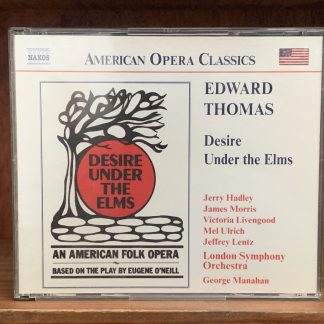 NAXOS
AMERICAN OPERA CLASSICS
EDWARD
THOMAS
Desire
Under the Elms
DESIRE
UNDER
THE
ELMS
AN AMERICAN FOLK OPERA
BASED ON THE PLAY BY EUGENE O'NEILL
Jerry Hadley
James Morris
Victoria Livengood
Mel Ulrich
Jeffrey Lentz
London Symphony
Orchestra
George Manahan